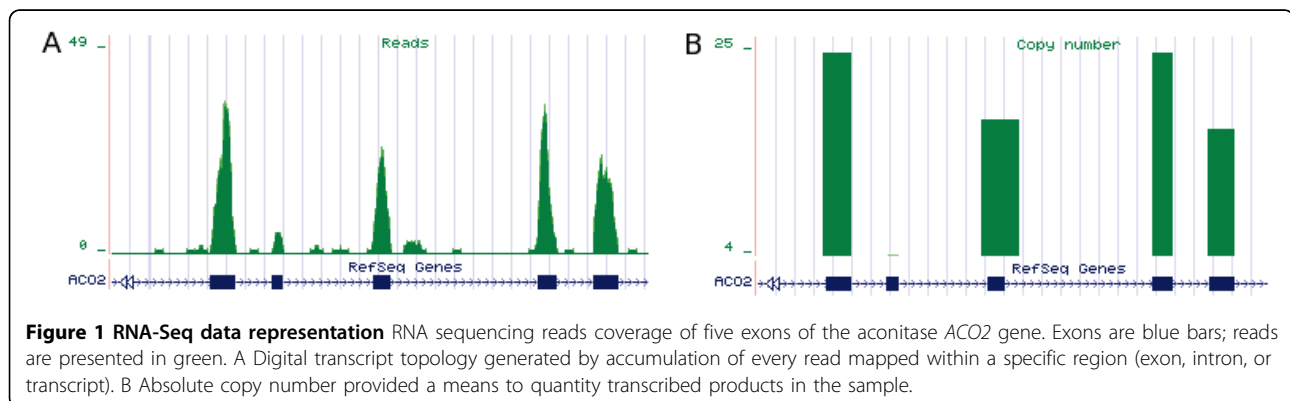 A
49
Reads
0
RefSeq Genes
ACO2
B
25
Copy number
4
RefSeq Genes
ACO2
Figure 1 RNA-Seq data representation RNA sequencing reads coverage of five exons of the aconitase ACO2 gene. Exons are blue bars; reads
are presented in green. A Digital transcript topology generated by accumulation of every read mapped within a specific region (exon, intron, or
transcript). B Absolute copy number provided a means to quantity transcribed products in the sample.